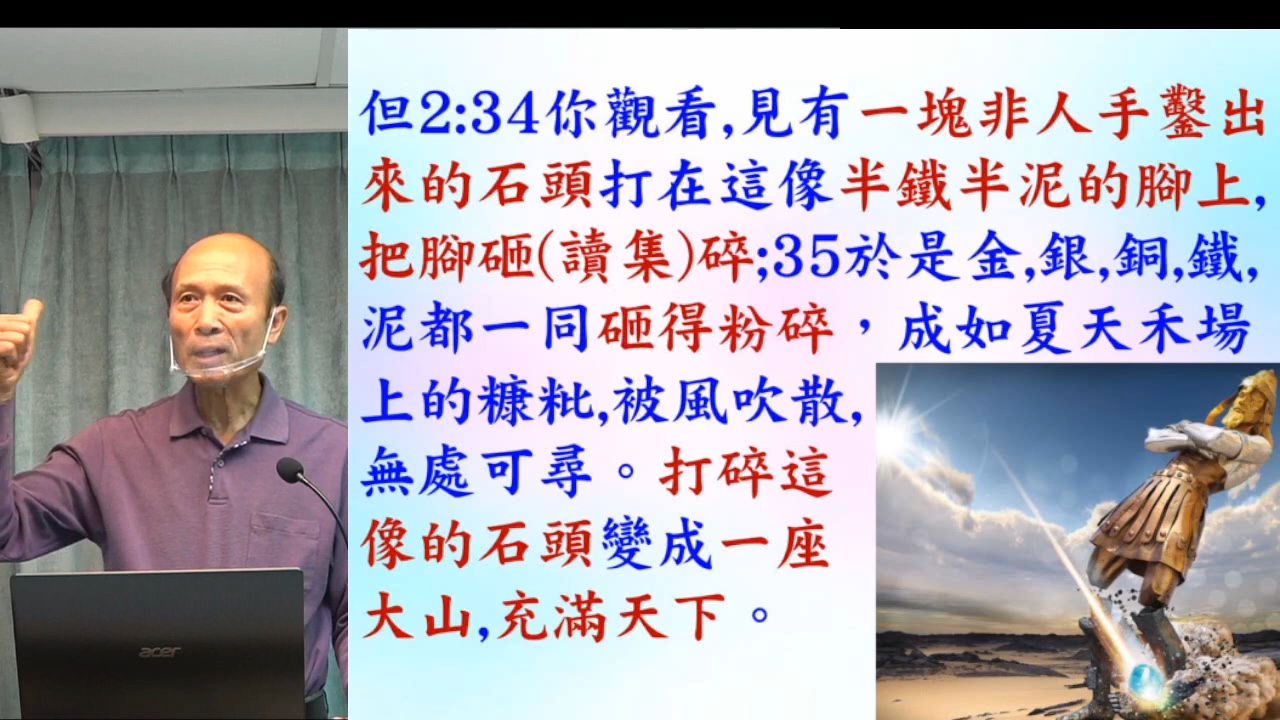 但2:34你觀看,見有一塊非人手鑿出
來的石頭打在這像半鐵半泥的腳上,
把腳砸(讀集)碎;35於是金,銀,銅,鐵,
泥都一同砸得粉碎，成如夏天禾場
上的糠粃,被風吹散,
無處可尋。打碎這
像的石頭變成一座
大山,充滿天下。
acer